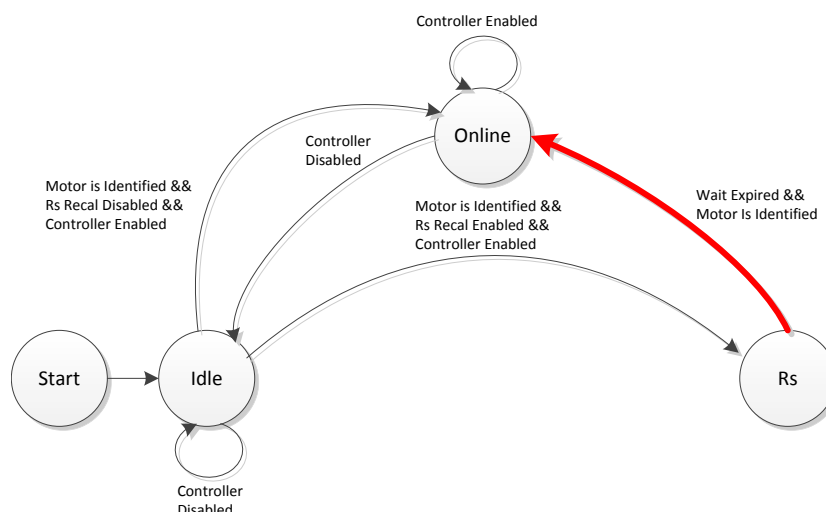 Controller Enabled
Online
Controller
Disabled
Motor is Identified &&
Rs Recal Disabled &&
Controller Enabled
Motor is Identified &&
Rs Recal Enabled &&
Controller Enabled
Wait Expired &&
Motor Is Identified
Start
Idle
Rs
Controller
Disabled